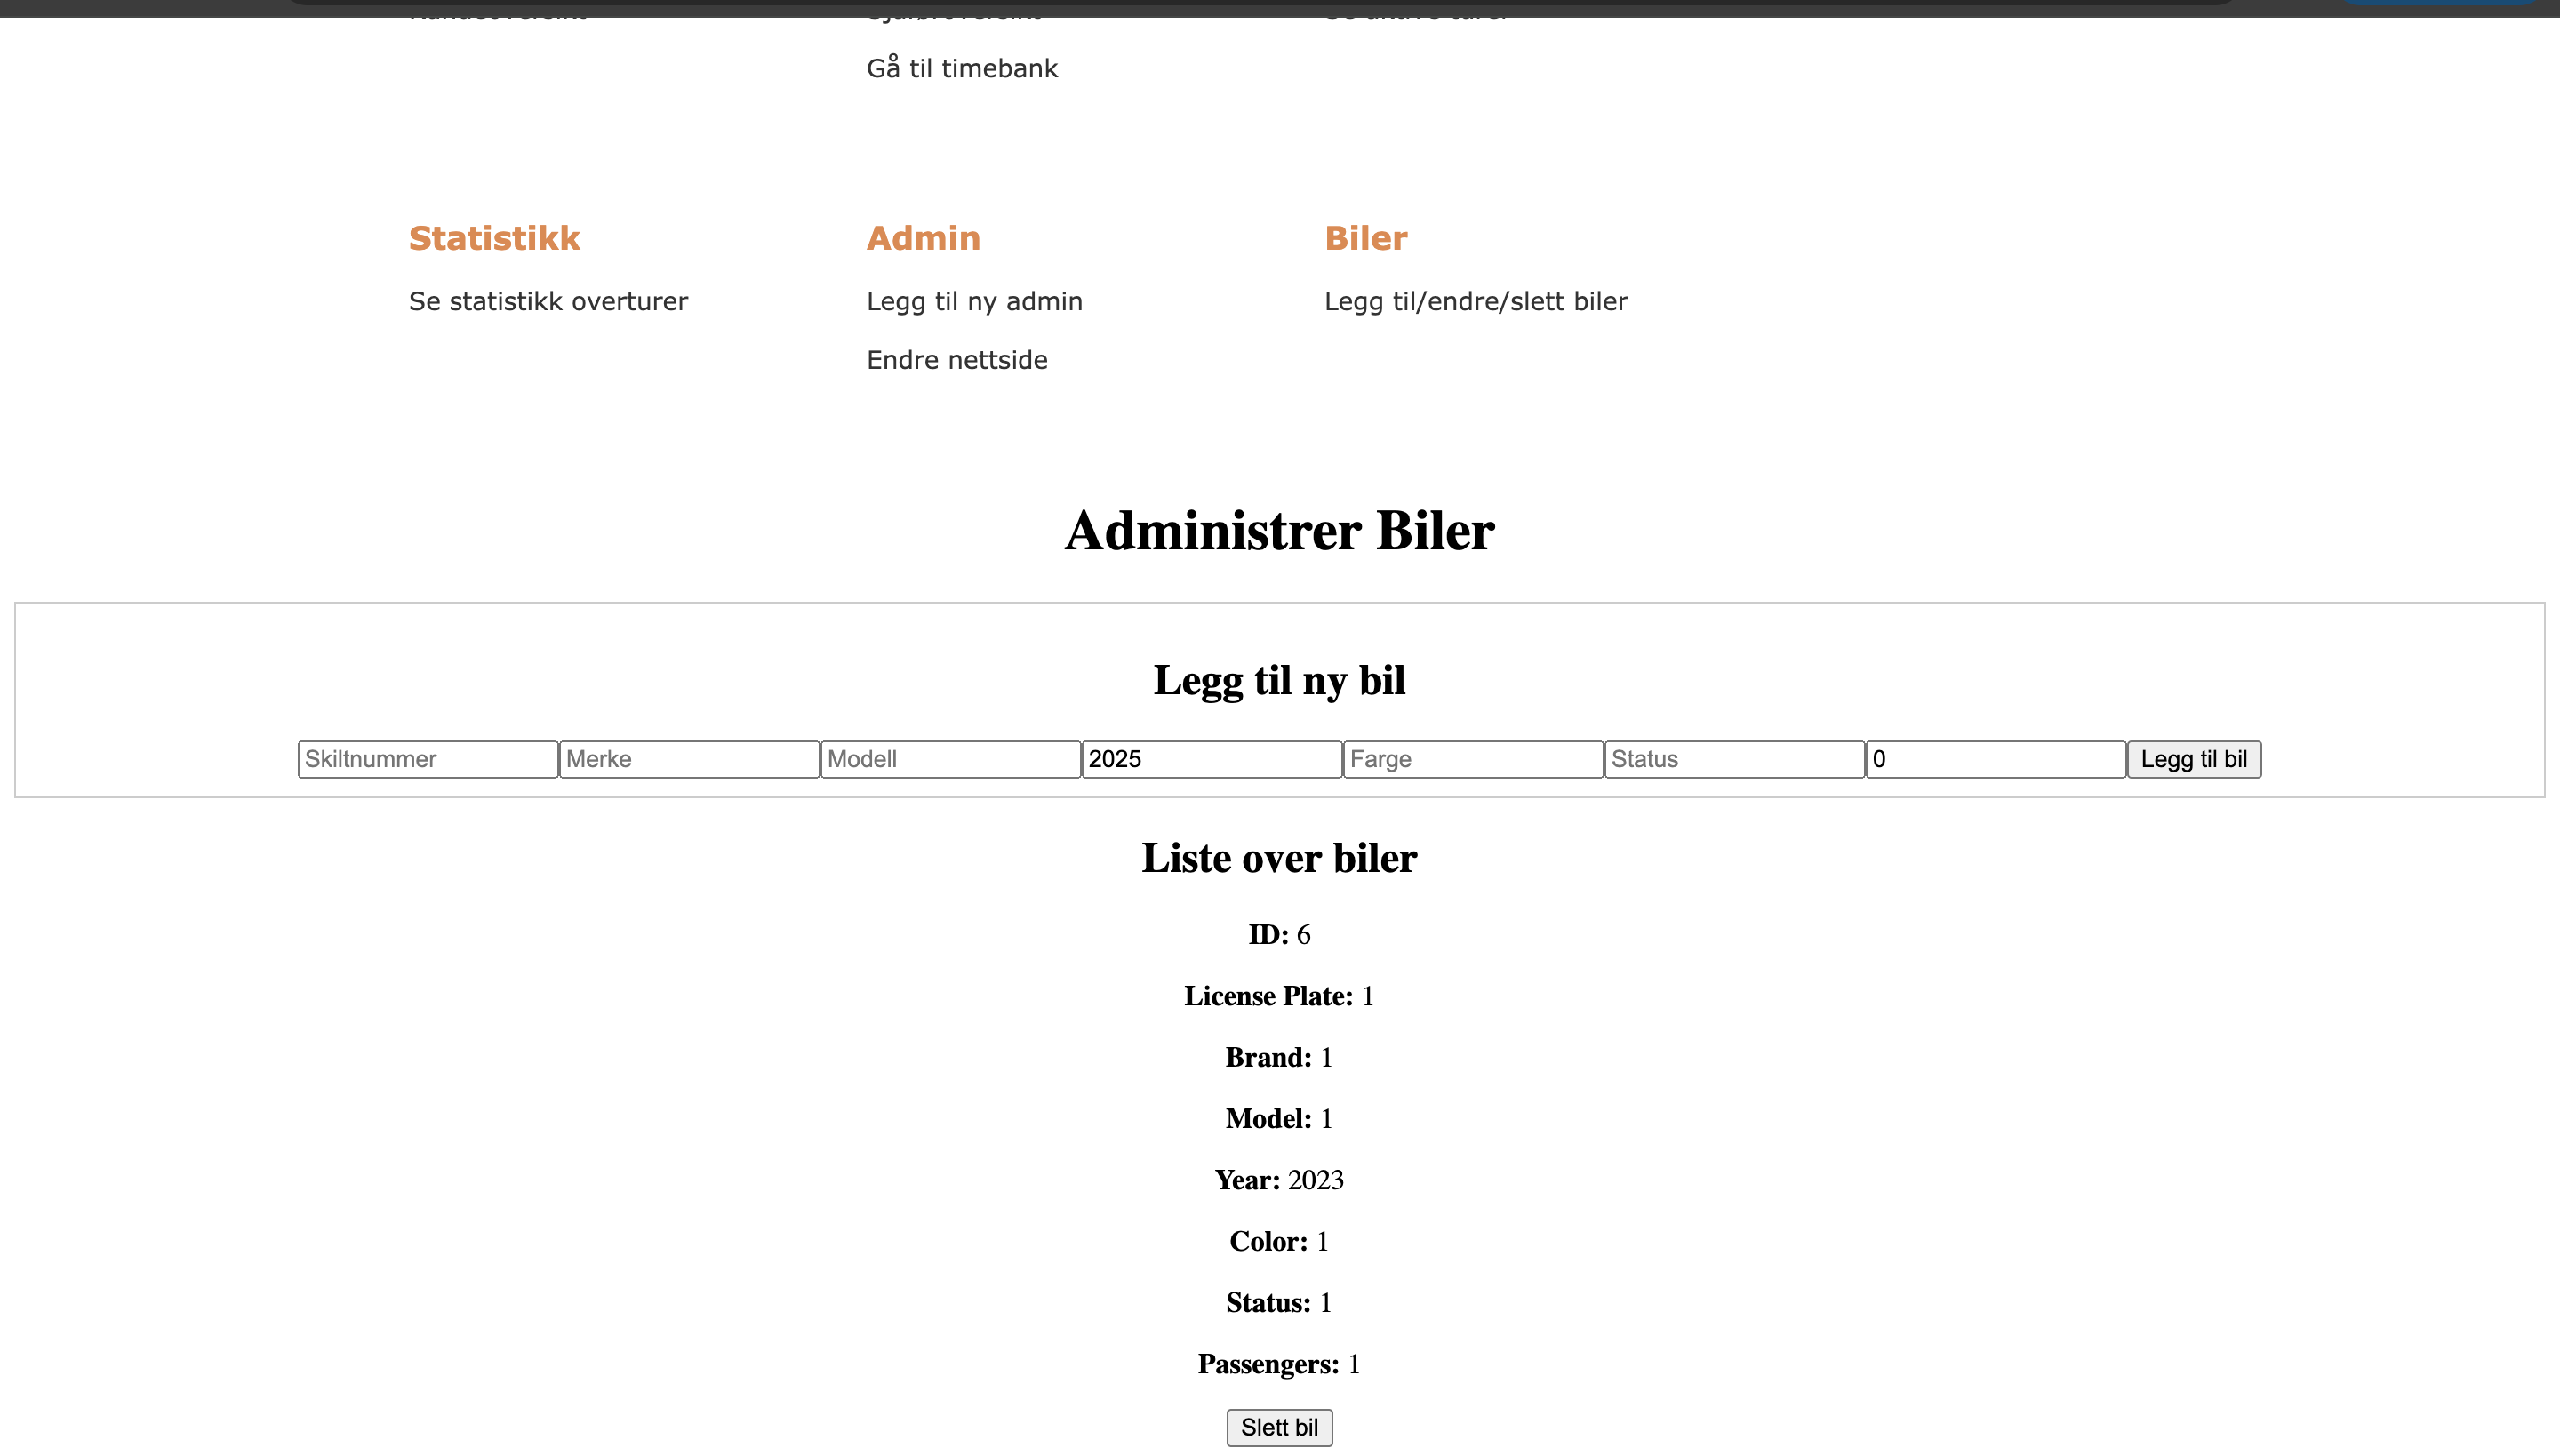 Gå til timebank
Statistikk
Se statistikk overturer
Admin
Legg til ny admin
Endre nettside
Biler
Legg til/endre/slett biler
Administrer Biler
Legg til ny bil
Skiltnummer Merke Modell 2025 Farge Status 0 Legg til bil
Liste over biler
ID: 6
License Plate: 1
Brand: 1
Model: 1
Year: 2023
Color: 1
Status: 1
Passengers: 1
Slett bil